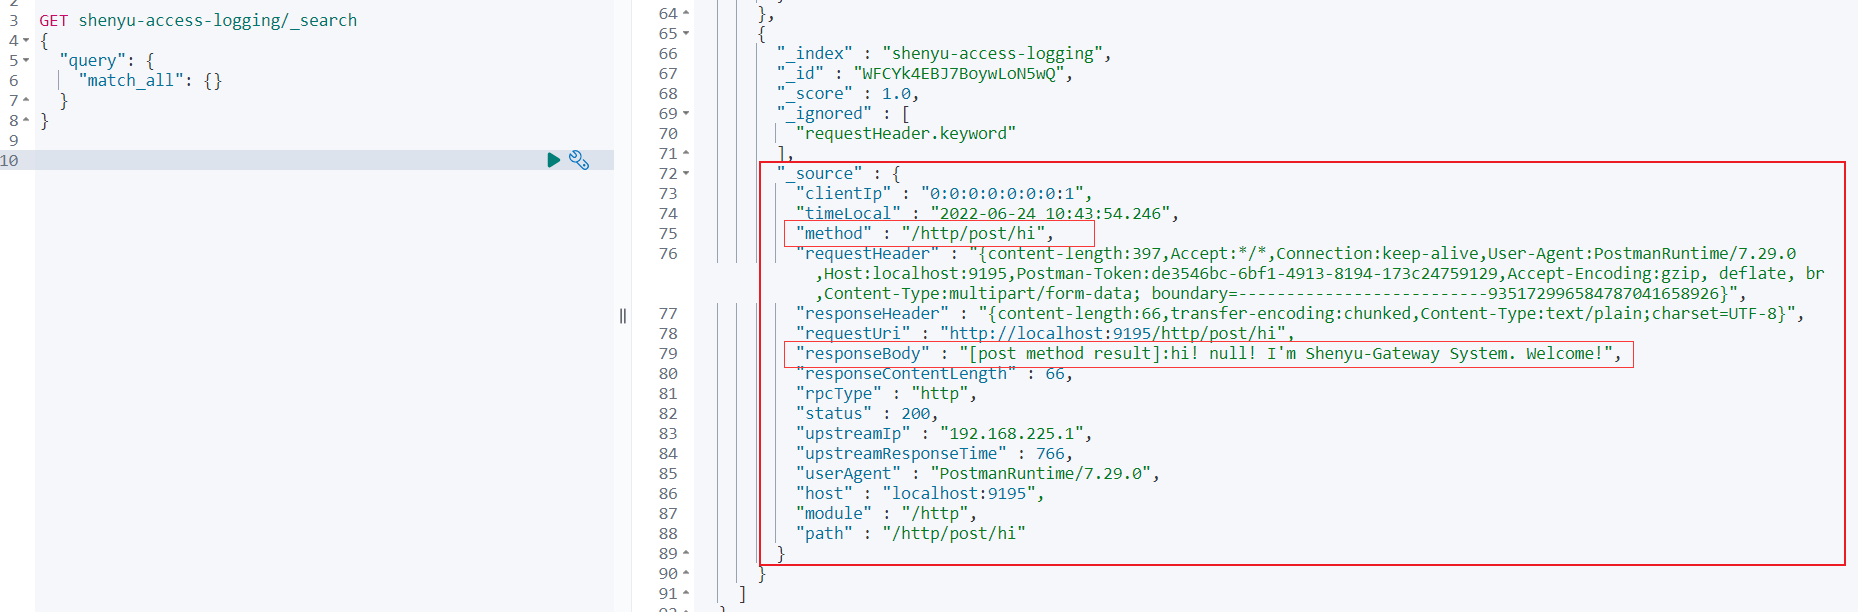 3 GET shenyu-access-logging/_search
4 {
5 "query": {
6 "match_all": {}
7 }
8 }
9
10
64 },
65 {
66 "_index" : "shenyu-access-logging",
67 "_id" : "WFCYk4EBJ7BoywLoN5wQ",
68 "_score" : 1.0,
69 "_ignored" : [
70 "requestHeader.keyword"
71 ],
72 "_source" : {
73 "clientIp" : "0:0:0:0:0:0:0:1",
74 "timeLocal" : "2022-06-24 10:43:54.246",
75 "method" : "/http/post/hi",
76 "requestHeader" : "{content-length:397,Accept:*/*,Connection:keep-alive,User-Agent:PostmanRuntime/7.29.0
,Host:localhost:9195,Postman-Token:de3546bc-6bf1-4913-8194-173c24759129,Accept-Encoding:gzip, deflate, br
,Content-Type:multipart/form-data; boundary=--------------------------935172996584787041658926}",
77 "responseHeader" : "{content-length:66,transfer-encoding:chunked,Content-Type:text/plain;charset=UTF-8}",
78 "requestUri" : "http://localhost:9195/http/post/hi",
79 "responseBody" : "[post method result]:hi! null! I'm Shenyu-Gateway System. Welcome!",
80 "responseContentLength" : 66,
81 "rpcType" : "http",
82 "status" : 200,
83 "upstreamIp" : "192.168.225.1",
84 "upstreamResponseTime" : 766,
85 "userAgent" : "PostmanRuntime/7.29.0",
86 "host" : "localhost:9195",
87 "module" : "/http",
88 "path" : "/http/post/hi"
89 }
90 }
91 ]